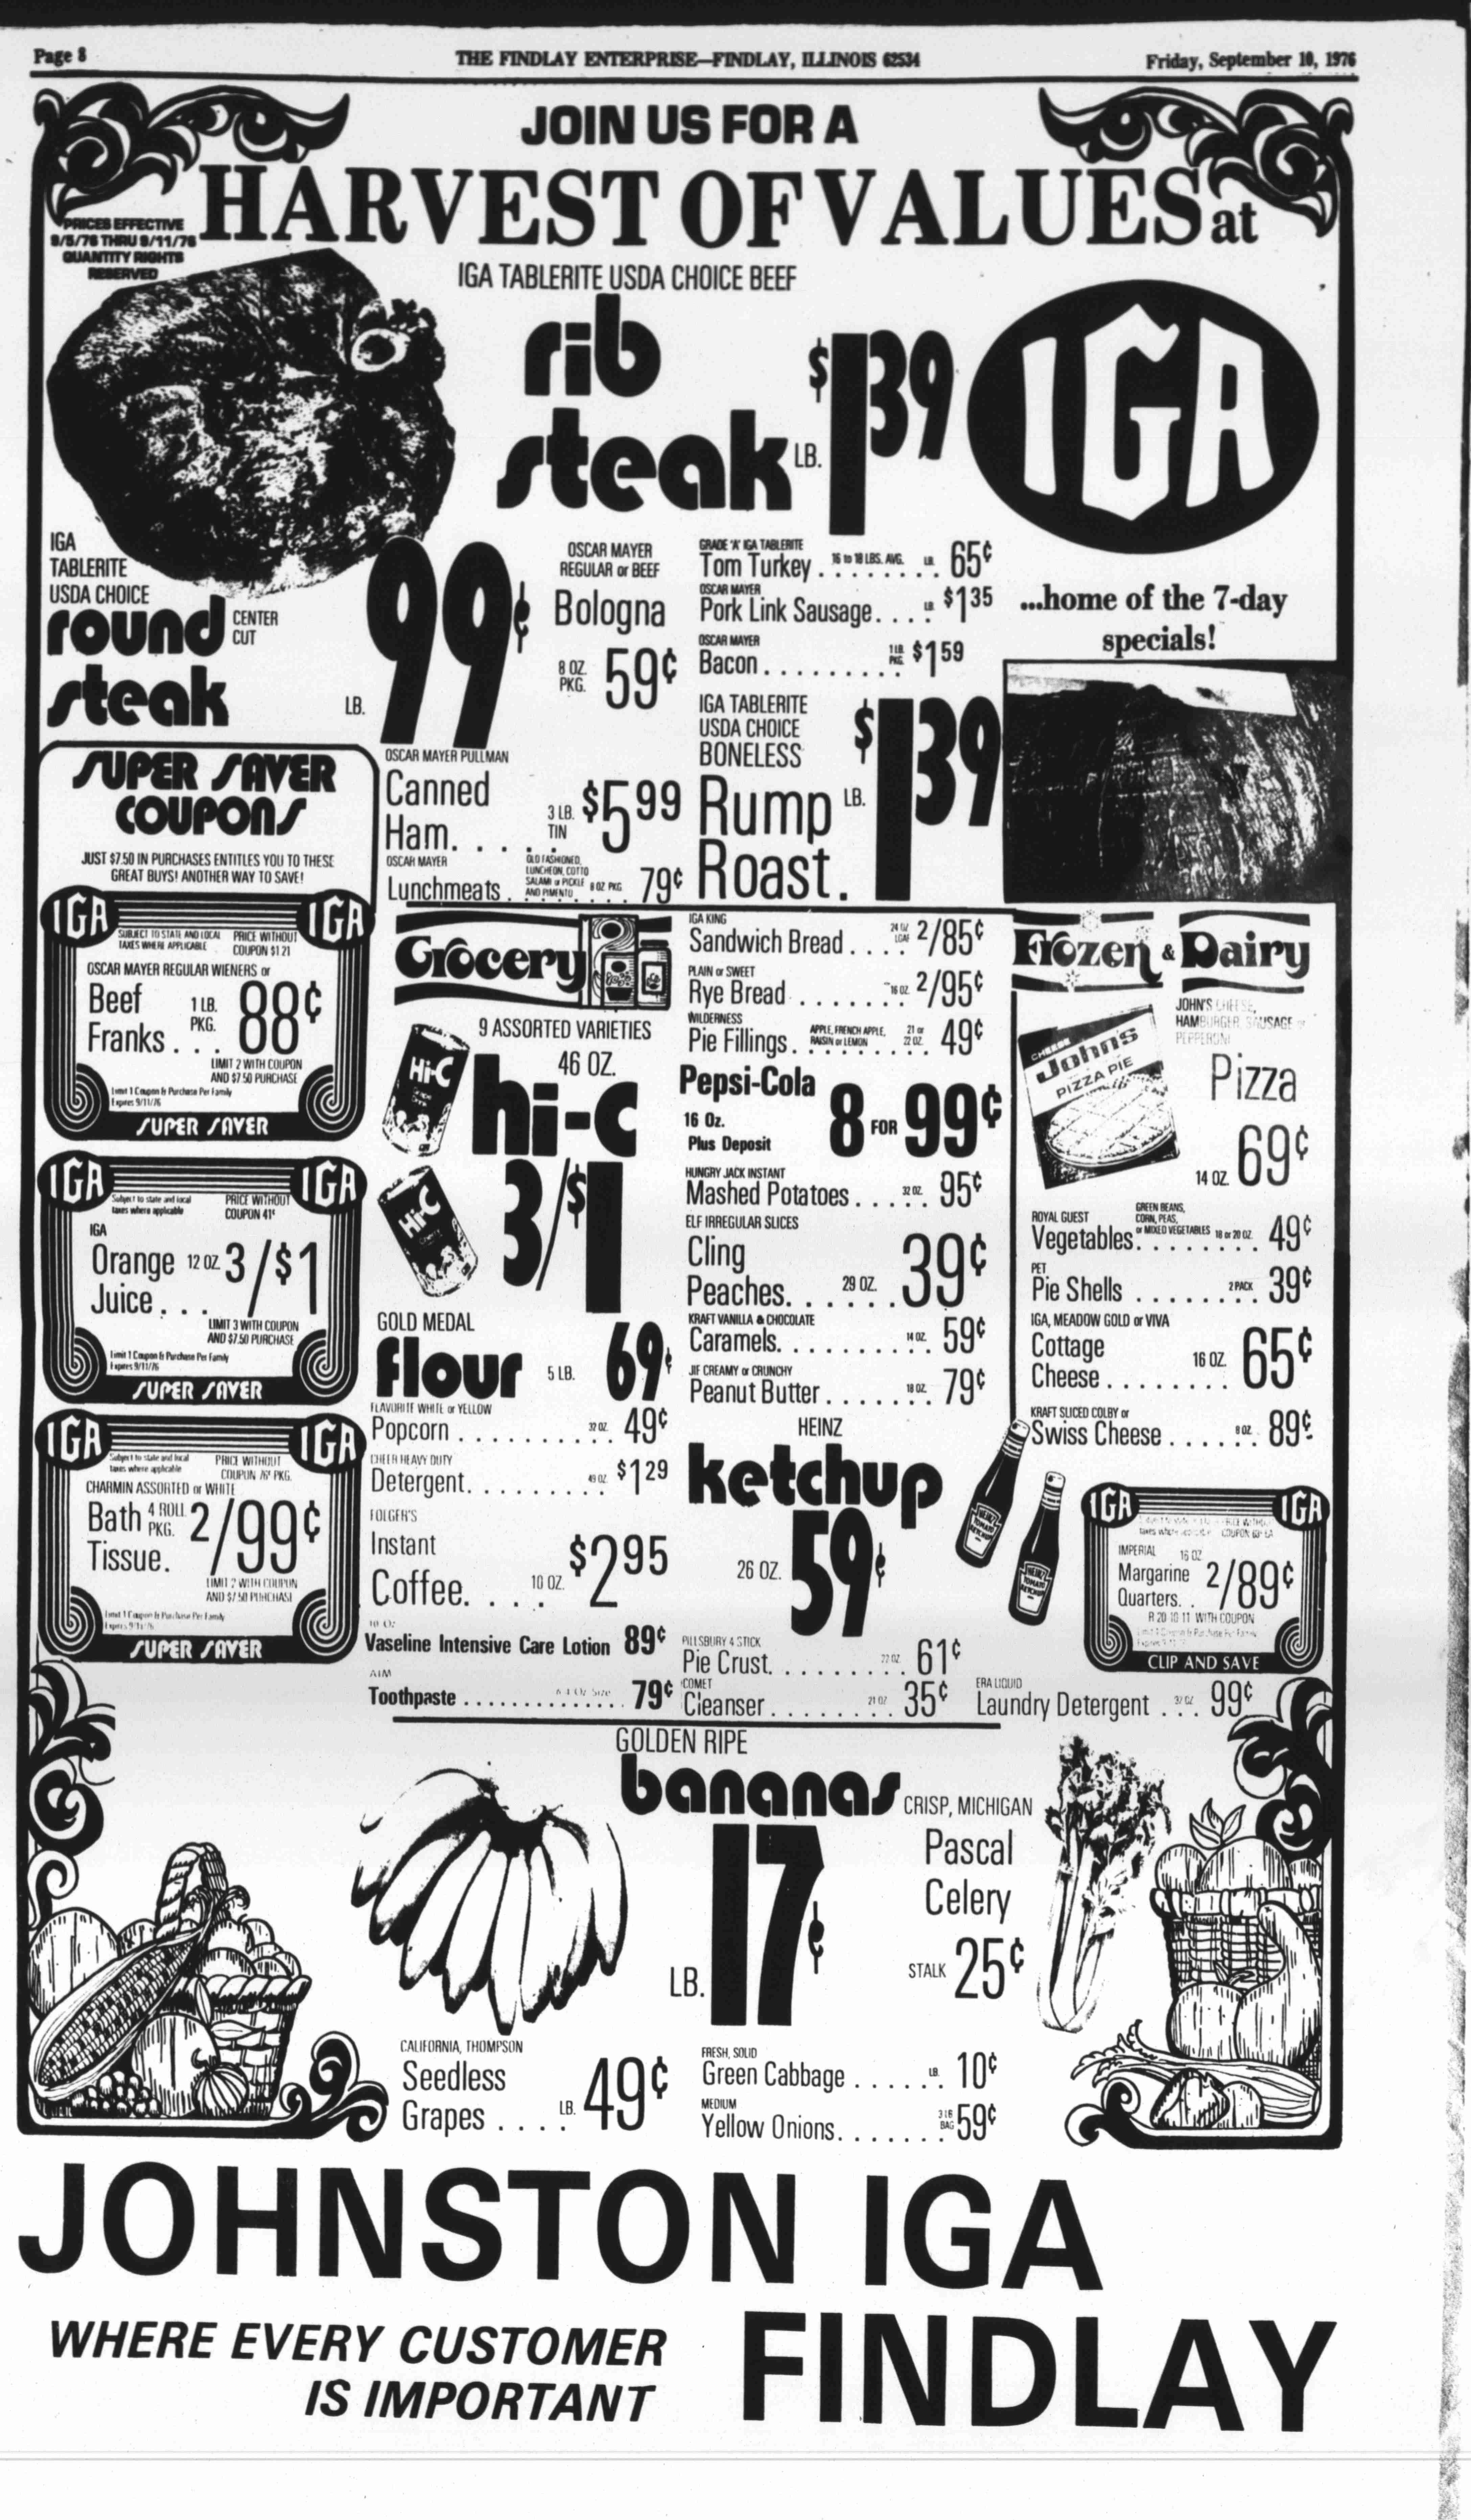 Page 8
THE FINDLAY ENTERPRISE—FINDLAY, ILLINOIS 62534
Friday, September 10, 1976
JOIN US FOR A
HARVEST OF VALUES at
PRICES EFFECTIVE
9/5/76 THRU 9/11/76
QUANTITY RIGHTS
RESERVED
IGA TABLERITE USDA CHOICE BEEF
rib
steak LB. $139
IGA
...home of the 7-day
specials!
IGA
TABLERITE
USDA CHOICE
round CENTER CUT
steak LB. 99¢
OSCAR MAYER
REGULAR or BEEF
Bologna
8 OZ. PKG. 59¢
GRADE 'A' IGA TABLERITE
Tom Turkey . . . . . . . . 16 to 18 LBS. AVG. LB. 65¢
OSCAR MAYER
Pork Link Sausage. . . . LB. $1 35
OSCAR MAYER
Bacon . . . . . . . . . 1 LB. PKG. $1 59
IGA TABLERITE
USDA CHOICE
BONELESS
Rump
Roast. LB. $139
OSCAR MAYER PULLMAN
Canned
Ham. . . . . 3 LB. TIN $5 99
OSCAR MAYER
Lunchmeats . . . . . . . . OLD FASHIONED, LUNCHEON, COTTO SALAMI or PICKLE AND PIMENTO 8 OZ PKG. 79¢
SUPER SAVER
COUPONS
JUST $7.50 IN PURCHASES ENTITLES YOU TO THESE
GREAT BUYS! ANOTHER WAY TO SAVE!
IGA IGA
SUBJECT TO STATE AND LOCAL
TAXES WHERE APPLICABLE
PRICE WITHOUT
COUPON $1 21
OSCAR MAYER REGULAR WIENERS or
Beef
Franks . . . 1 LB. PKG. 88¢
LIMIT 2 WITH COUPON
AND $7.50 PURCHASE
Limit 1 Coupon & Purchase Per Family
Expires 9/11/76
SUPER SAVER
IGA IGA
Subject to state and local
taxes where applicable
PRICE WITHOUT
COUPON 41¢
IGA
Orange
Juice . . . 12 OZ. 3/$1
LIMIT 3 WITH COUPON
AND $7.50 PURCHASE
Limit 1 Coupon & Purchase Per Family
Expires 9/11/76
SUPER SAVER
IGA IGA
Subject to state and local
taxes where applicable
PRICE WITHOUT
COUPON 76¢ PKG.
CHARMIN ASSORTED or WHITE
Bath
Tissue. 4 ROLL PKG. 2/99¢
LIMIT 2 WITH COUPON
AND $7.50 PURCHASE
Limit 1 Coupon & Purchase Per Family
SUPER SAVER
Grocery
9 ASSORTED VARIETIES
46 OZ.
Hi-C
hi-c
3/$1
Hi-C
GOLD MEDAL
flour 5 LB. 69¢
FLAVORITE WHITE or YELLOW
Popcorn . . . . . . . . . . 32 OZ. 49¢
CHEER HEAVY DUTY
Detergent. . . . . . . . . 49 OZ. $1 29
FOLGER'S
Instant
Coffee. . . . . 10 OZ. $2 95
10 Oz
Vaseline Intensive Care Lotion 89¢
AIM
Toothpaste . . . . . . . . . . . . . . 79¢
IGA KING
Sandwich Bread . . . . 24 OZ LOAF 2/85¢
PLAIN or SWEET
Rye Bread . . . . . . . 16 OZ. 2/95¢
WILDERNESS
Pie Fillings. . . . . . . . . APPLE, FRENCH APPLE, RAISIN or LEMON 21 or 22 OZ. 49¢
Pepsi-Cola
16 Oz.
Plus Deposit
8 FOR 99¢
HUNGRY JACK INSTANT
Mashed Potatoes . . . . . 32 OZ. 95¢
ELF IRREGULAR SLICES
Cling
Peaches. . . . . . . 29 OZ. 39¢
KRAFT VANILLA & CHOCOLATE
Caramels. . . . . . . . . . 14 OZ. 59¢
JIF CREAMY or CRUNCHY
Peanut Butter . . . . . . . 18 OZ. 79¢
HEINZ
ketchup
26 OZ. 59¢
HEINZ
TOMATO
KETCHUP
HEINZ
TOMATO
KETCHUP
PILLSBURY 4 STICK
Pie Crust. . . . . . . . . . 22 OZ. 61¢
COMET
Cleanser . . . . . . . . . 21 OZ. 35¢
ERA LIQUID
Laundry Detergent . . . 32 OZ 99¢
Frozen & Dairy
CHEESE
John's
PIZZA PIE
JOHN'S CHEESE,
HAMBURGER, SAUSAGE or
PEPPERONI
Pizza
14 OZ. 69¢
ROYAL GUEST
Vegetables. . . . . . . . . GREEN BEANS, CORN, PEAS, or MIXED VEGETABLES 18 or 20 OZ. 49¢
PET
Pie Shells . . . . . . . . . 2 PACK 39¢
IGA, MEADOW GOLD or VIVA
Cottage
Cheese . . . . . . . . 16 OZ. 65¢
KRAFT SLICED COLBY or
Swiss Cheese . . . . . . 8 OZ. 89¢
IGA IGA
IMPERIAL 16 OZ
Margarine
Quarters. . 2/89¢
R 20 10 11 WITH COUPON
CLIP AND SAVE
GOLDEN RIPE
bananas
LB. 17¢
CRISP, MICHIGAN
Pascal
Celery
STALK 25¢
CALIFORNIA, THOMPSON
Seedless
Grapes . . . . LB. 49¢
FRESH, SOLID
Green Cabbage . . . . . . LB. 10¢
MEDIUM
Yellow Onions. . . . . . . 3 LB BAG 59¢
JOHNSTON IGA
WHERE EVERY CUSTOMER
IS IMPORTANT
FINDLAY